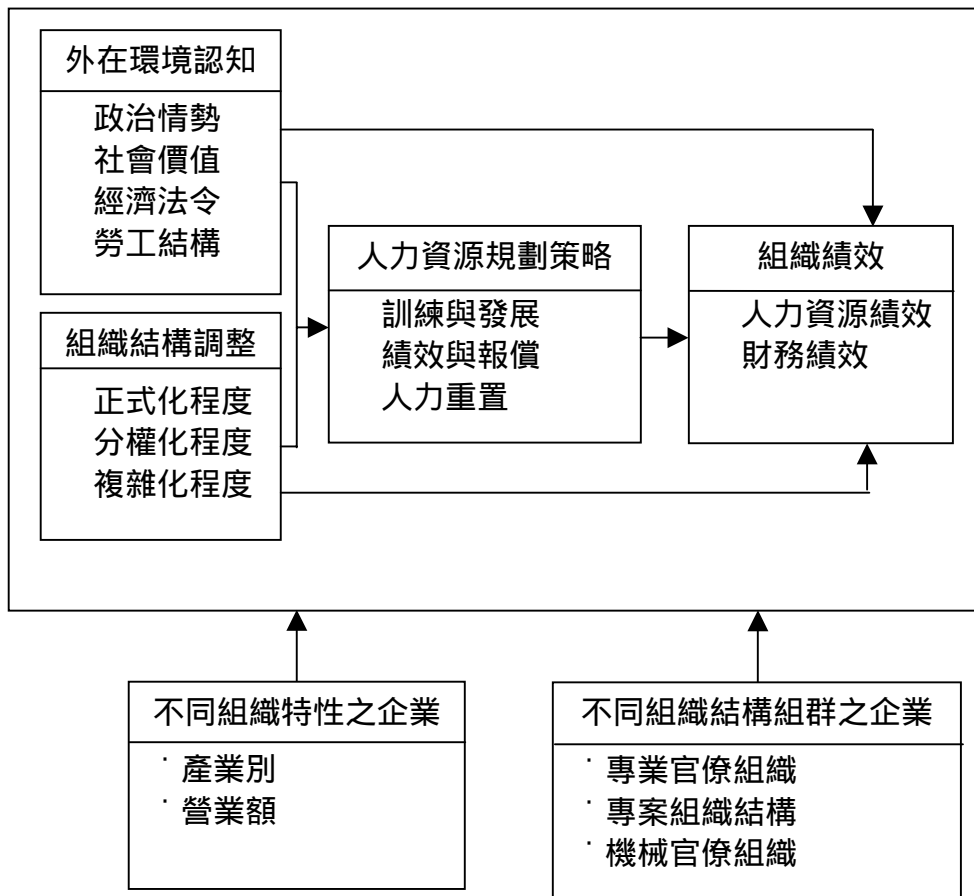 外在環境認知
政治情勢
社會價值
經濟法令
勞工結構
組織結構調整
正式化程度
分權化程度
複雜化程度
人力資源規劃策略
訓練與發展
績效與報償
人力重置
組織績效
人力資源績效
財務績效
不同組織特性之企業
˙產業別
˙營業額
不同組織結構組群之企業
˙專業官僚組織
˙專案組織結構
˙機械官僚組織